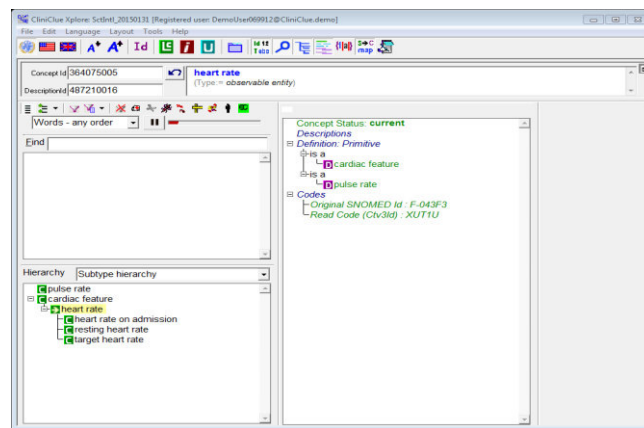 CliniClue Xplore: SctIntl_20150131 [Registered user: DemoUser069912@CliniClue.demo]
File Edit Language Layout Tools Help
A+ A+ Id
Concept Id 364075005
heart rate
(Type:= observable entity)
DescriptionId 487210016
Words - any order
Find
Hierarchy Subtype hierarchy
pulse rate
cardiac feature
heart rate
heart rate on admission
resting heart rate
target heart rate
Concept Status: current
Descriptions
Definition: Primitive
is a
cardiac feature
is a
pulse rate
Codes
Original SNOMED Id : F-043F3
Read Code (Ctv3Id) : XUT1U